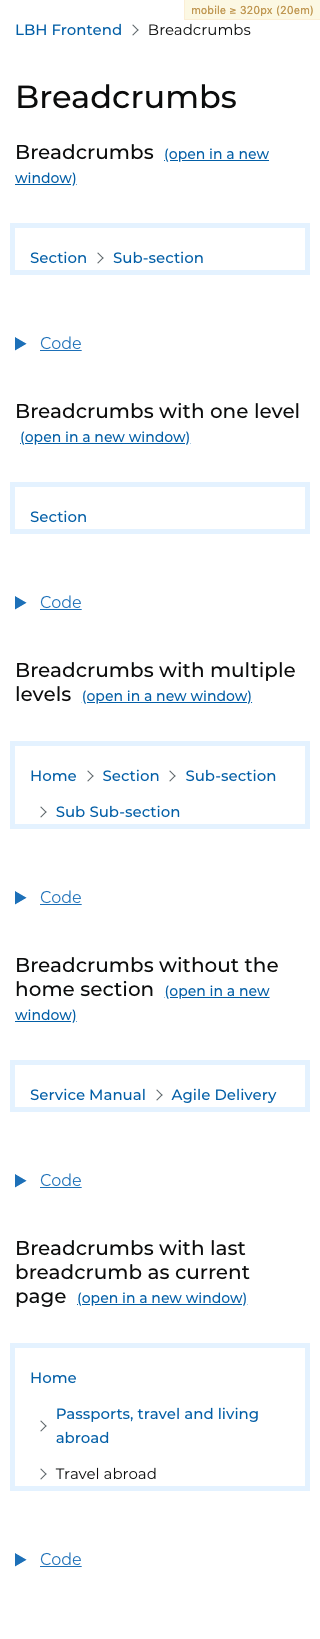 mobile ≥ 320px (20em)
LBH Frontend Breadcrumbs
Breadcrumbs
Breadcrumbs (open in a new
window)
Section Sub-section
Code
Breadcrumbs with one level
(open in a new window)
Section
Code
Breadcrumbs with multiple
levels (open in a new window)
Home Section Sub-section
Sub Sub-section
Code
Breadcrumbs without the
home section (open in a new
window)
Service Manual Agile Delivery
Code
Breadcrumbs with last
breadcrumb as current
page (open in a new window)
Home
Passports, travel and living
abroad
Travel abroad
Code